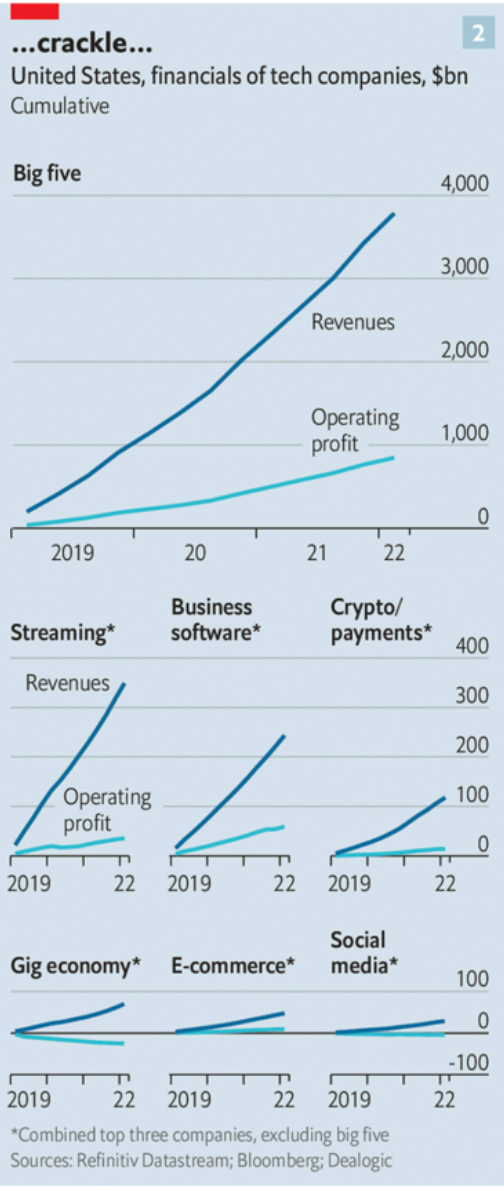 2
...crackle...
United States, financials of tech companies, $bn
Cumulative
Big five
4,000
3,000
Revenues
2,000
Operating
profit
1,000
0
2019 20 21 22
Streaming*
Business
software*
Crypto/
payments*
400
Revenues
300
200
Operating
profit
100
0
2019 22 2019 22 2019 22
Gig economy*
E-commerce*
Social
media*
100
0
-100
2019 22 2019 22 2019 22
*Combined top three companies, excluding big five
Sources: Refinitiv Datastream; Bloomberg; Dealogic